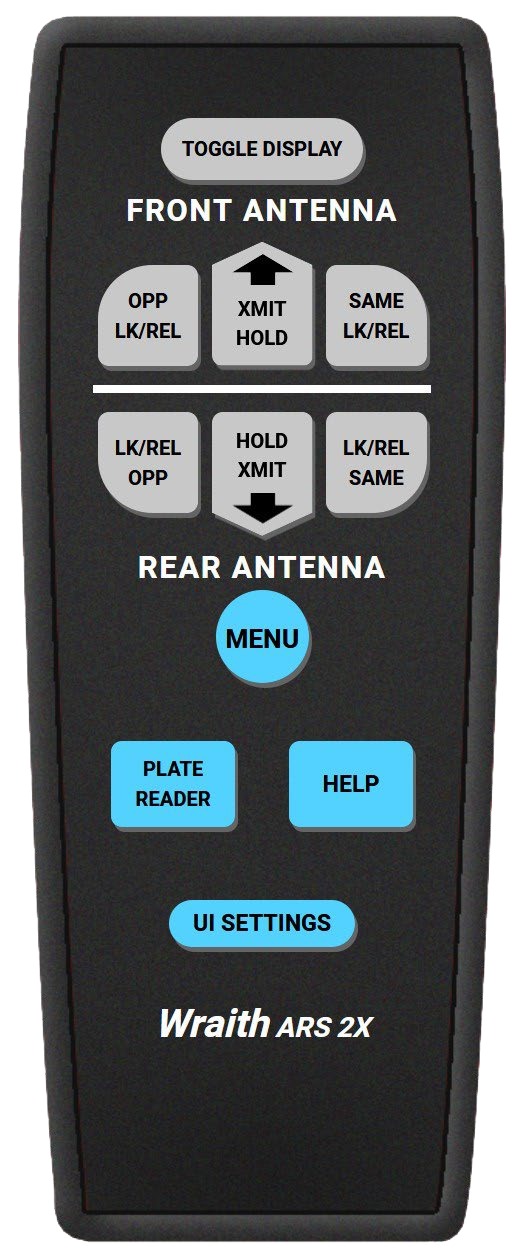 TOGGLE DISPLAY
FRONT ANTENNA
OPP
LK/REL
XMIT
HOLD
SAME
LK/REL
LK/REL
OPP
HOLD
XMIT
LK/REL
SAME
REAR ANTENNA
MENU
PLATE
READER
HELP
UI SETTINGS
Wraith ARS 2X